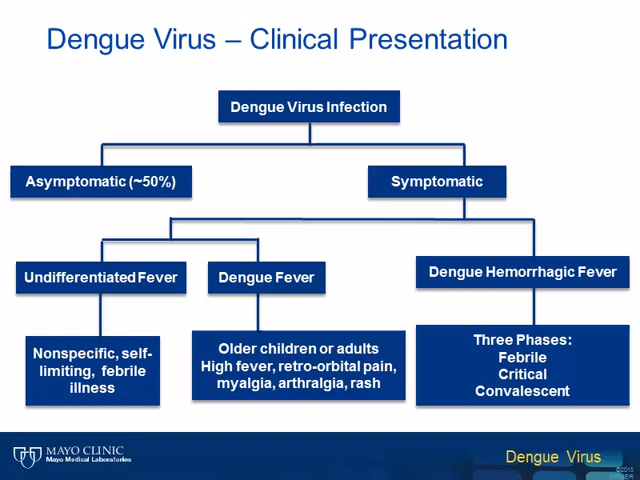 Dengue Virus – Clinical Presentation
Dengue Virus Infection
Asymptomatic (~50%)
Symptomatic
Undifferentiated Fever
Dengue Fever
Dengue Hemorrhagic Fever
Nonspecific, self-
limiting, febrile
illness
Older children or adults
High fever, retro-orbital pain,
myalgia, arthralgia, rash
Three Phases:
Febrile
Critical
Convalescent
MAYO CLINIC
Mayo Medical Laboratories
Dengue Virus
©2015